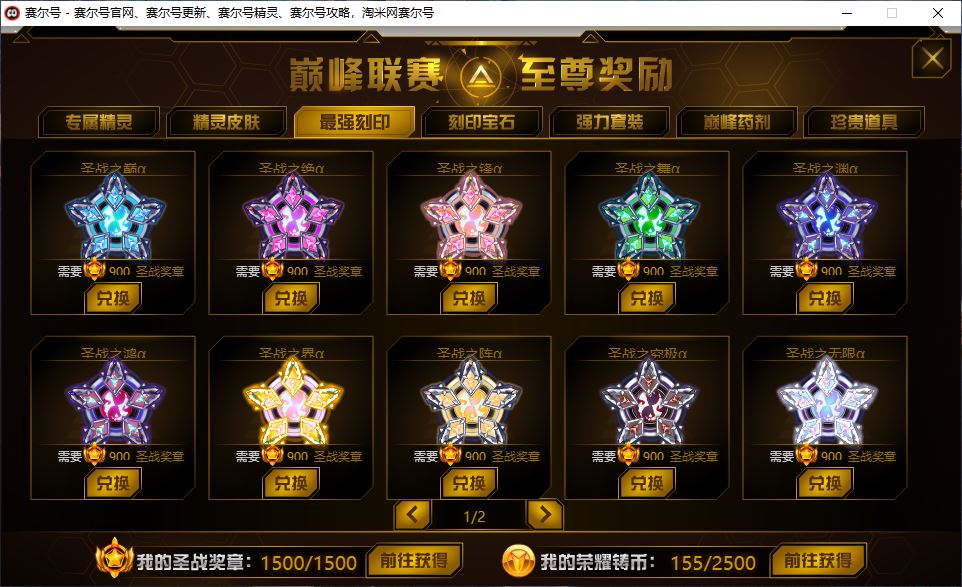 赛尔号 - 赛尔号官网、赛尔号更新、赛尔号精灵、赛尔号攻略，淘米网赛尔号
巅峰联赛 至尊奖励
专属精灵 精灵皮肤 最强刻印 刻印宝石 强力套装 巅峰药剂 珍贵道具
圣战之巅α 圣战之绝α 圣战之锋α 圣战之舞α 圣战之渊α
需要 900 圣战奖章 需要 900 圣战奖章 需要 900 圣战奖章 需要 900 圣战奖章 需要 900 圣战奖章
兑换 兑换 兑换 兑换 兑换
圣战之鸿α 圣战之界α 圣战之阵α 圣战之安极α 圣战之无限α
需要 900 圣战奖章 需要 900 圣战奖章 需要 900 圣战奖章 需要 900 圣战奖章 需要 900 圣战奖章
兑换 兑换 兑换 兑换 兑换
1/2
我的圣战奖章：1500/1500 前往获得 我的荣耀铸币：155/2500 前往获得